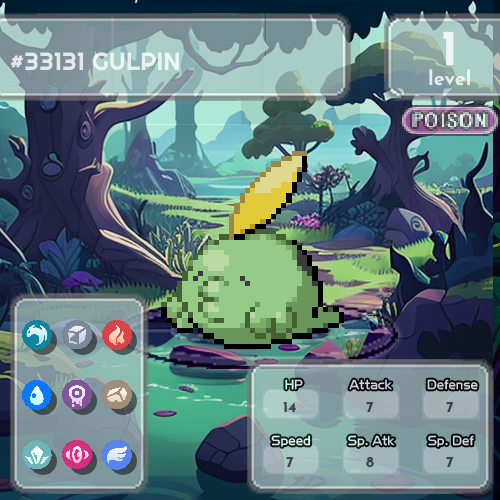 #33131 GULPIN
1
level
POISON
HP Attack Defense
14 7 7
Speed Sp. Atk Sp. Def
7 8 7